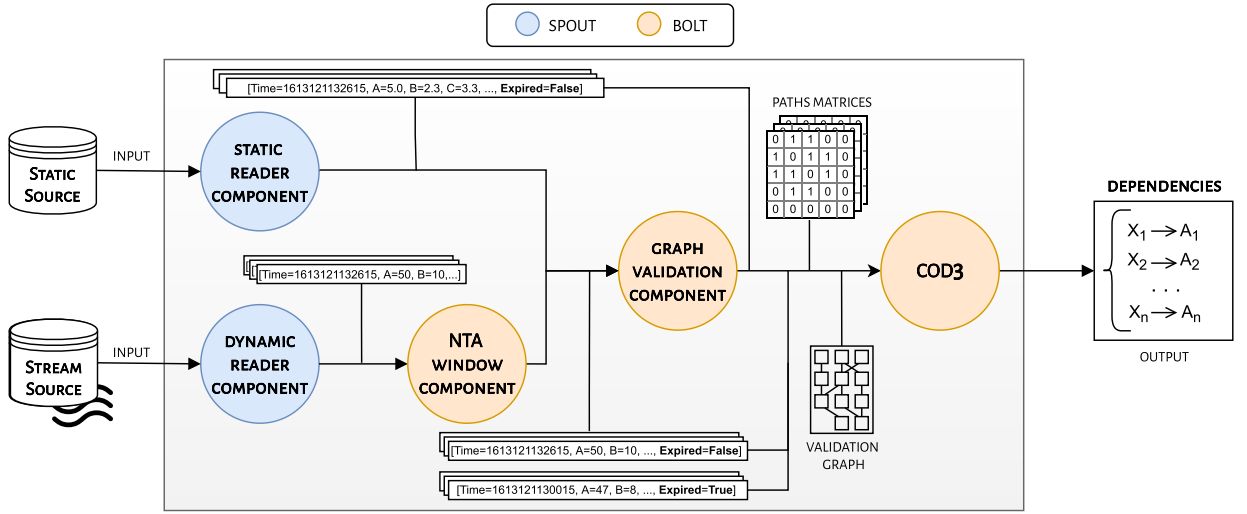 SPOUT
BOLT
[Time=1613121132615, A=5.0, B=2.3, C=3.3, ..., Expired=False]
PATHS MATRICES
0 1 1 0 0
1 0 1 1 0
1 1 0 1 0
0 1 1 0 0
0 0 0 0 0
STATIC
SOURCE
INPUT
STATIC
READER
COMPONENT
DEPENDENCIES
X1 → A1
X2 → A2
. . .
Xn → An
OUTPUT
GRAPH
VALIDATION
COMPONENT
COD3
[Time=1613121132615, A=50, B=10,...]
STREAM
SOURCE
INPUT
DYNAMIC
READER
COMPONENT
NTA
WINDOW
COMPONENT
VALIDATION
GRAPH
[Time=1613121132615, A=50, B=10, ..., Expired=False]
[Time=1613121130015, A=47, B=8, ..., Expired=True]